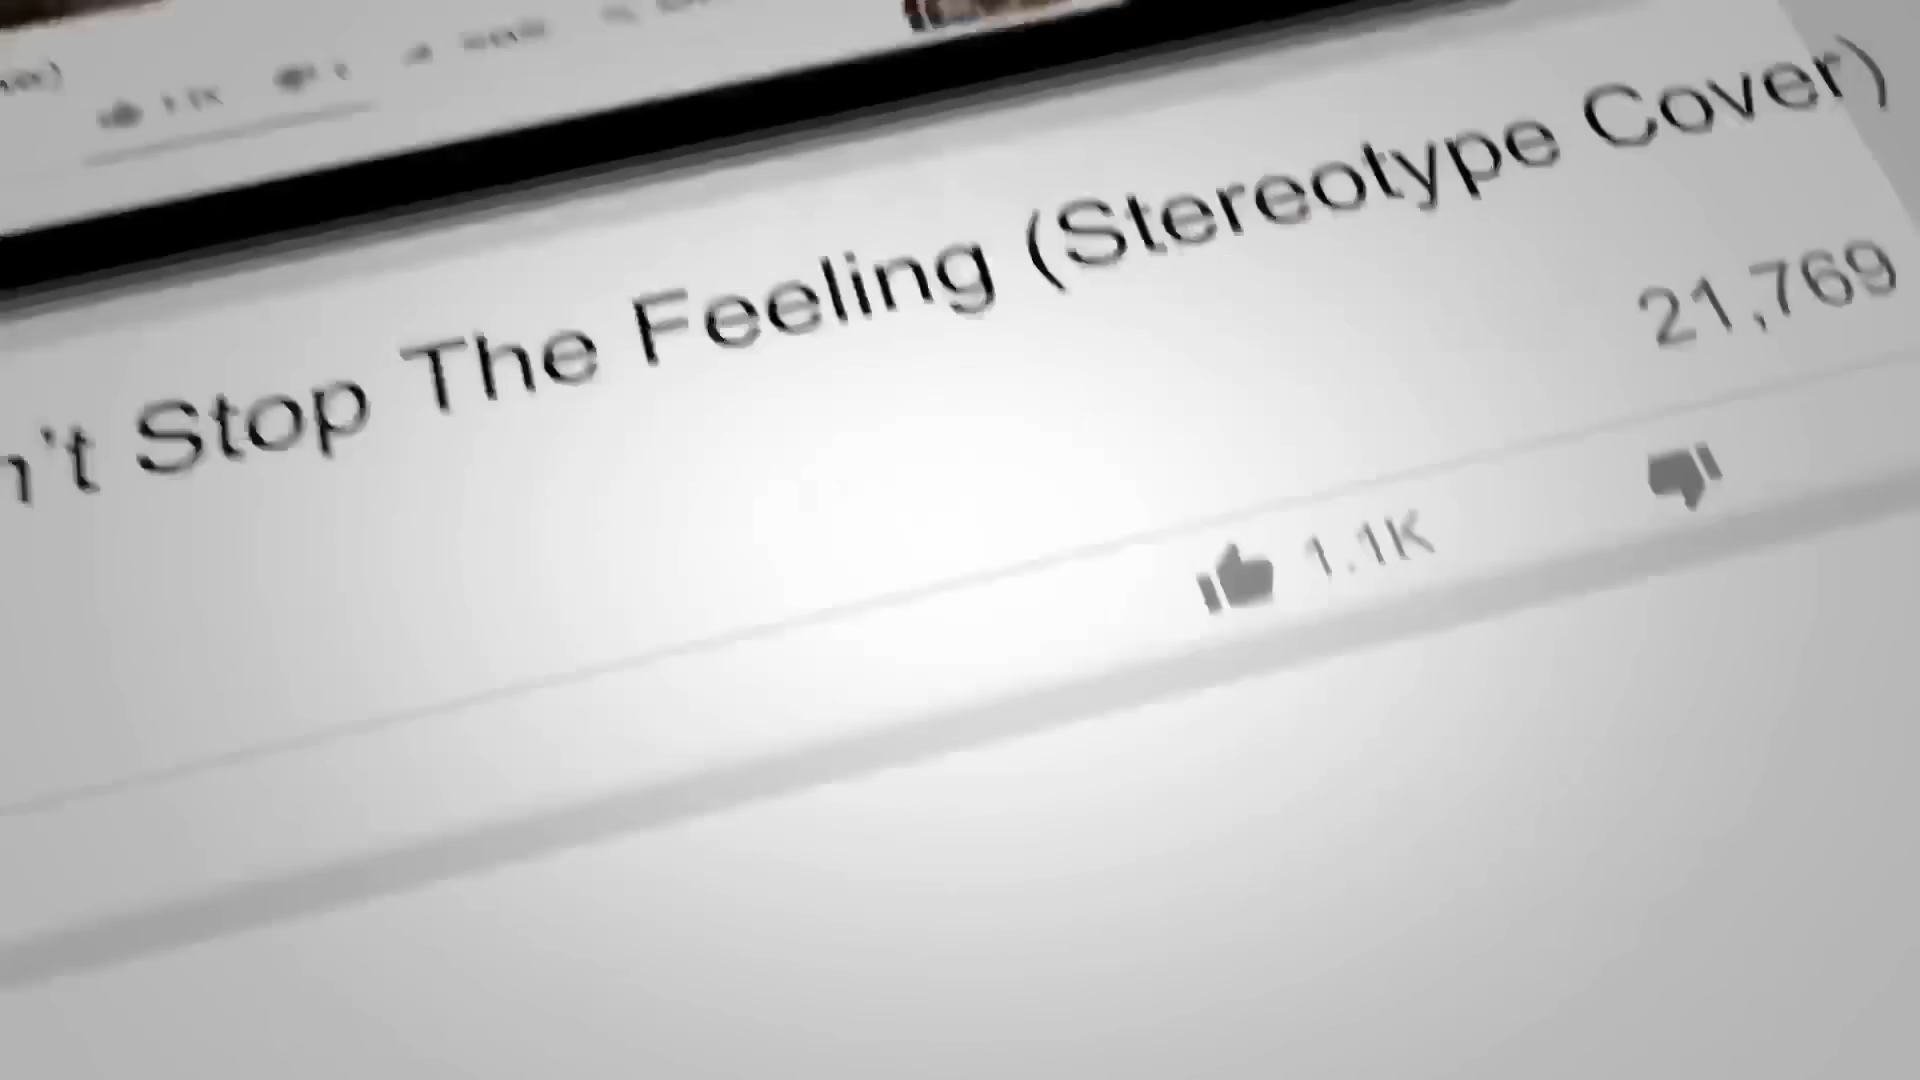 n't Stop The Feeling (Stereotype Cover)
21,769
1.1K